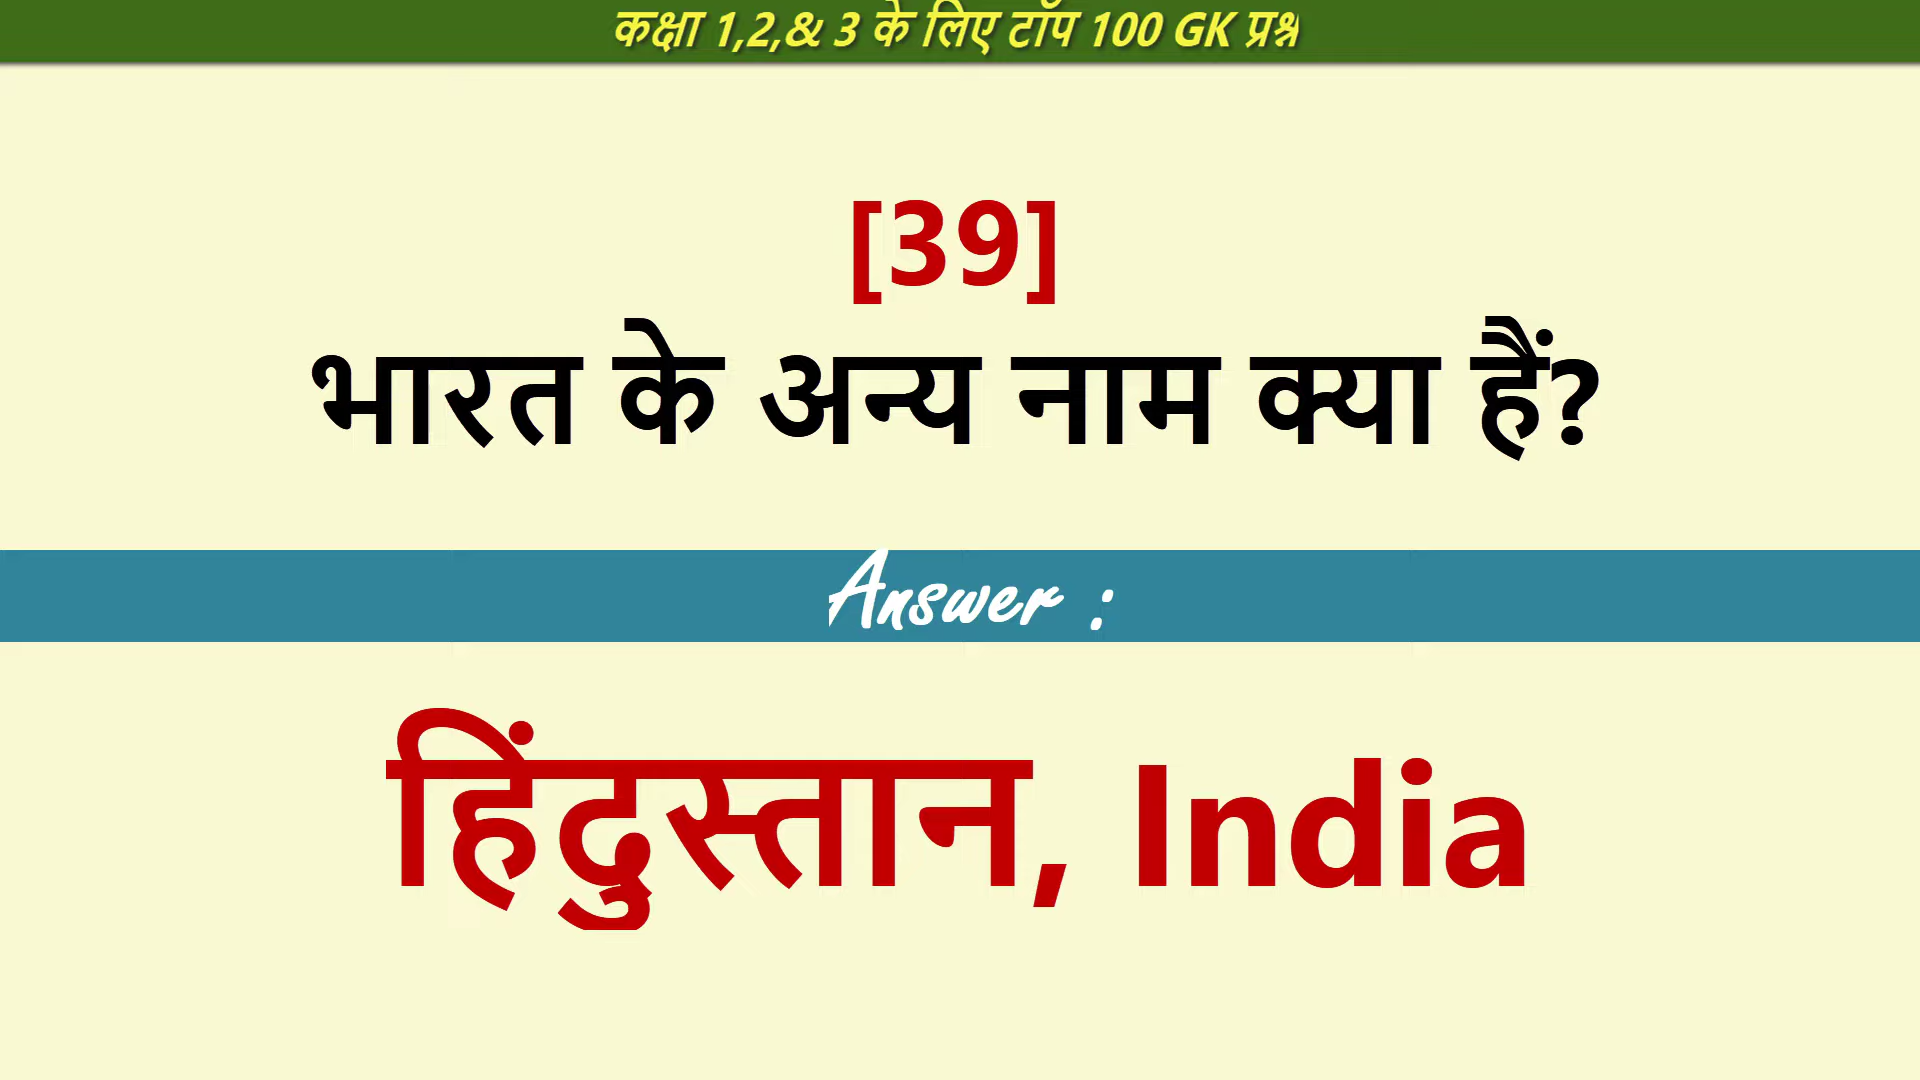 कक्षा 1,2,& 3 के लिए टॉप 100 GK प्रश्न
[39]
भारत के अन्य नाम क्या हैं?
Answer :
हिंदुस्तान, India